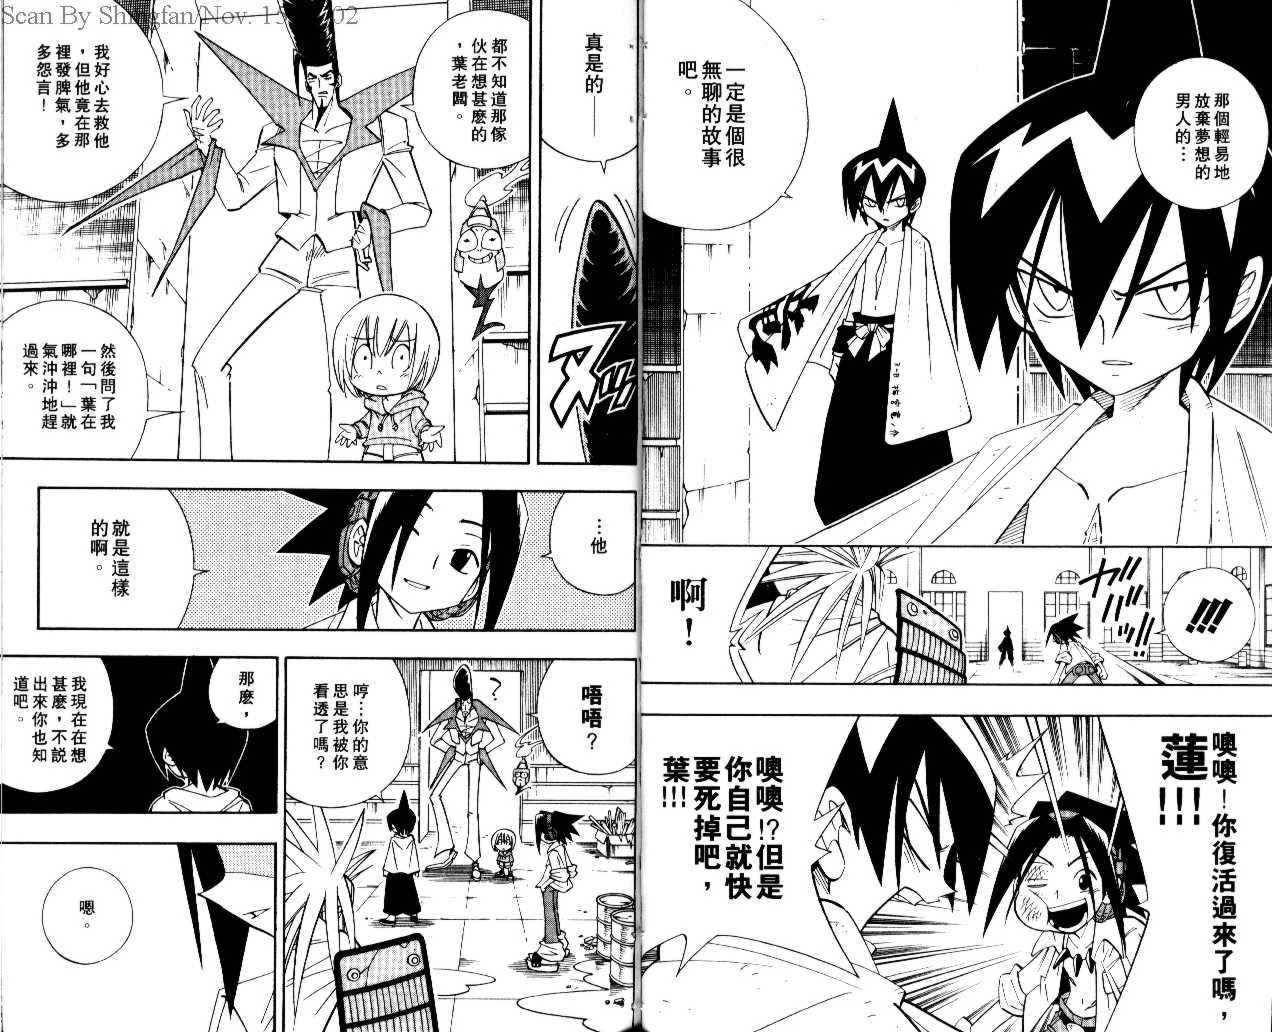 Scan By Shingfan/Nov. 15, 2002
那個輕易地
放棄夢想的
男人的…
一定是個很
無聊的故事
吧。
!!!
啊！
噢噢！你復活過來了嗎，
蓮!!!
噢噢!?但是
你自己就快
要死掉吧，
葉!!!
真是的——
ヌッ
都不知道那傢
伙在想甚麼的
，葉老闆。
我好心去救他
，但他竟在那
裡發脾氣，多
多怨言！
然後問了我
一句「葉在
哪裡！」就
氣沖沖地趕
過來。
…他
就是這樣
的啊。
唔唔？
?
哼…你的意
思是我被你
看透了嗎？
那麼，
我現在在想
甚麼，不說
出來你也知
道吧。
嗯。